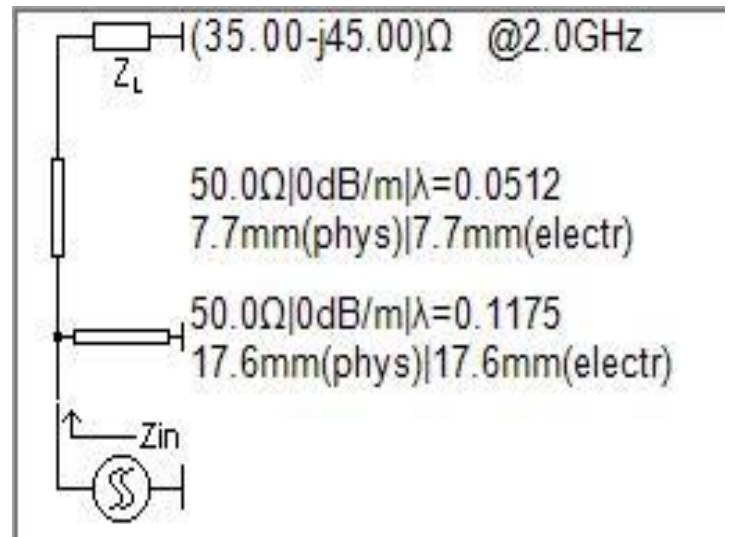 (35.00-j45.00)Ω @2.0GHz
ZL
50.0Ω|0dB/m|λ=0.0512
7.7mm(phys)|7.7mm(electr)
50.0Ω|0dB/m|λ=0.1175
17.6mm(phys)|17.6mm(electr)
Zin